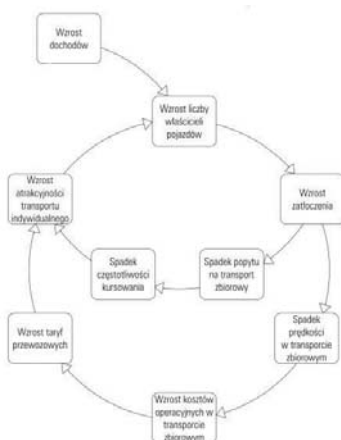 Wzrost
dochodów
Wzrost liczby
właścicieli
pojazdów
Wzrost
atrakcyjności
transportu
indywidualnego
Wzrost
zatłoczenia
Spadek
częstotliwości
kursowania
Spadek popytu
na transport
zbiorowy
Wzrost taryf
przewozowych
Spadek
prędkości
w transporcie
zbiorowym
Wzrost kosztów
operacyjnych w
transporcie
zbiorowym